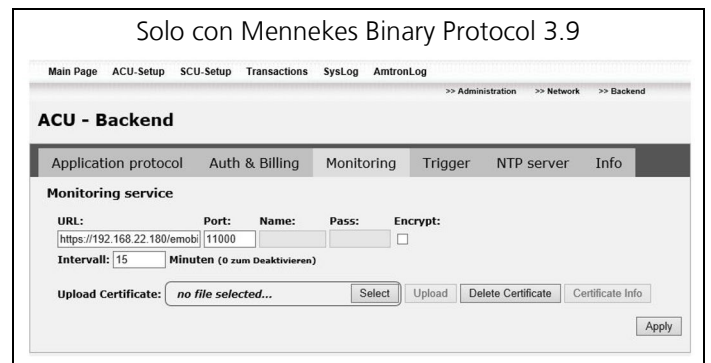 Solo con Mennekes Binary Protocol 3.9
Main Page ACU-Setup SCU-Setup Transactions SysLog AmtronLog
>> Administration >> Network >> Backend
ACU - Backend
Application protocol Auth & Billing Monitoring Trigger NTP server Info
Monitoring service
URL: Port: Name: Pass: Encrypt:
https://192.168.22.180/emobi 11000
Intervall: 15 Minuten (0 zum Deaktivieren)
Upload Certificate: no file selected... Select Upload Delete Certificate Certificate Info
Apply